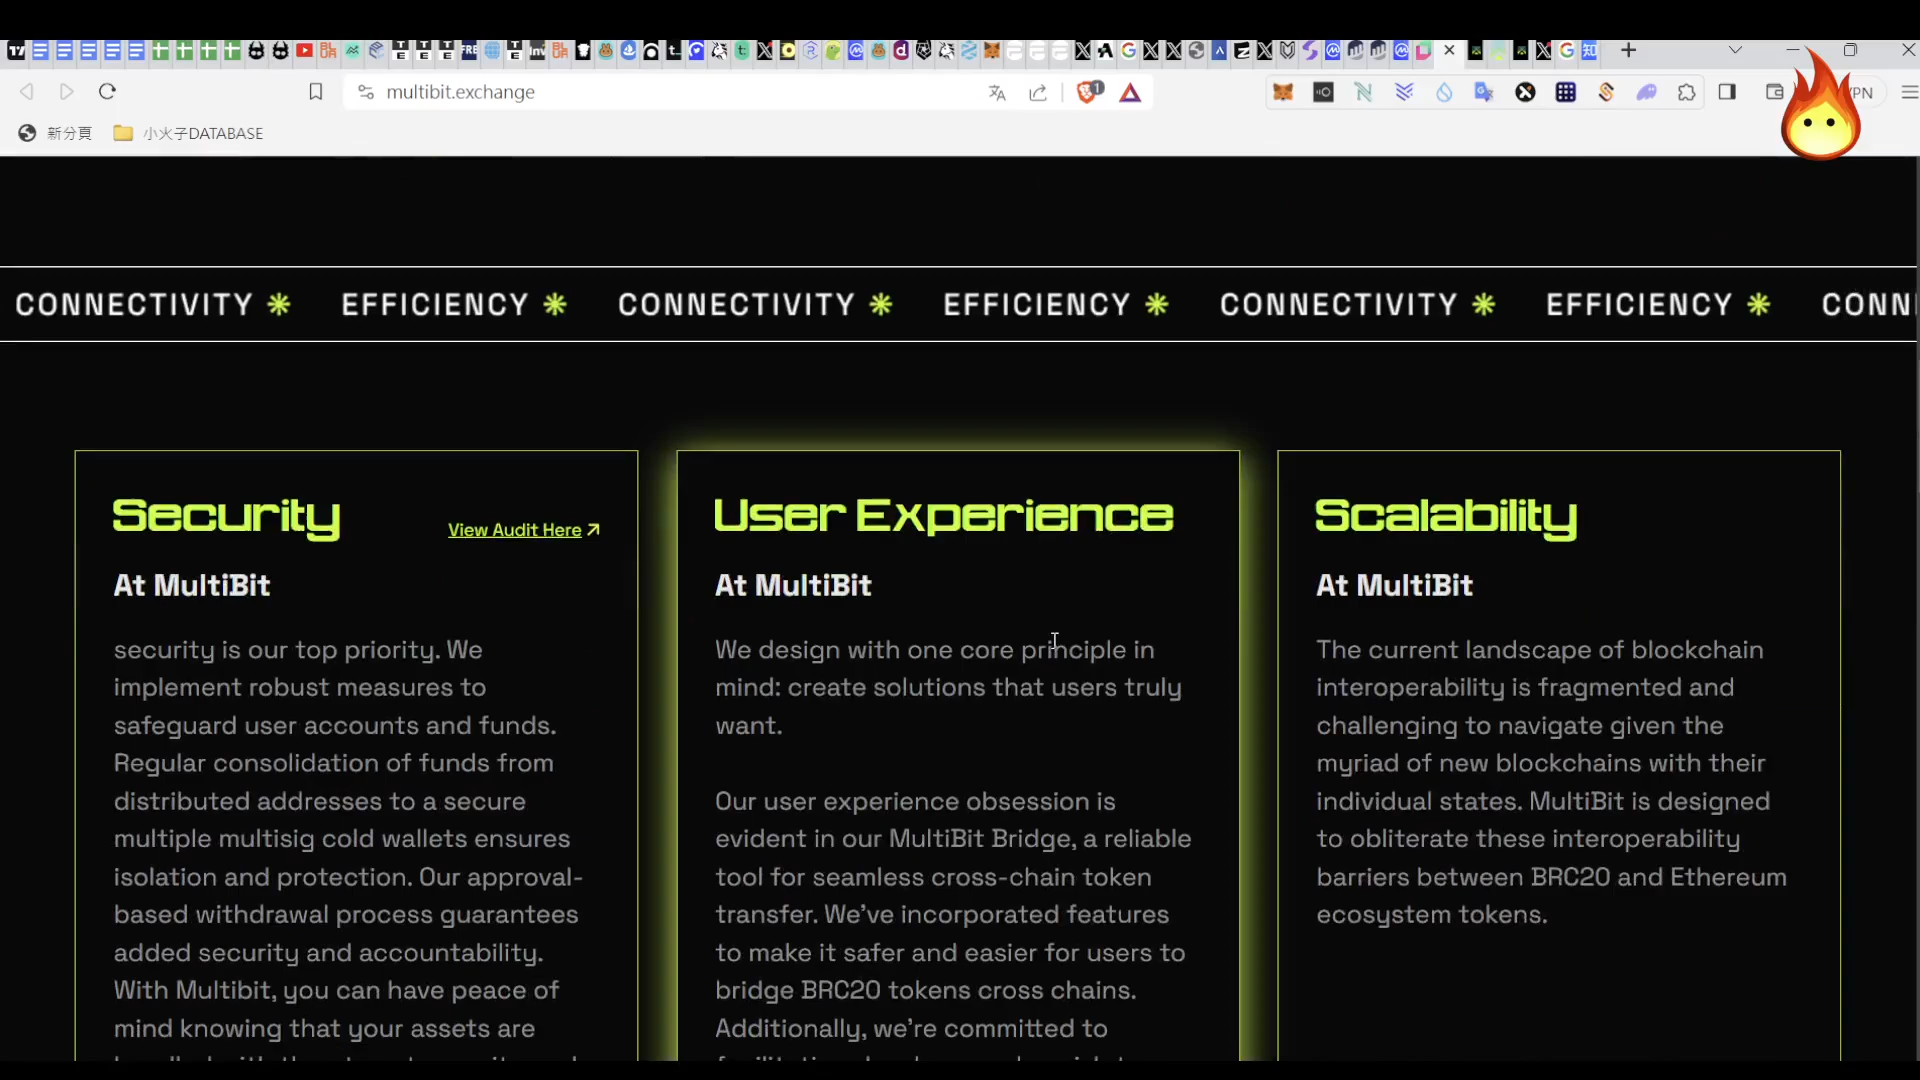 multibit.exchange
1
PN
新分頁
小火子DATABASE
CONNECTIVITY ✳ EFFICIENCY ✳ CONNECTIVITY ✳ EFFICIENCY ✳ CONNECTIVITY ✳ EFFICIENCY ✳ CONN
Security
View Audit Here ↗
At MultiBit
security is our top priority. We
implement robust measures to
safeguard user accounts and funds.
Regular consolidation of funds from
distributed addresses to a secure
multiple multisig cold wallets ensures
isolation and protection. Our approval-
based withdrawal process guarantees
added security and accountability.
With Multibit, you can have peace of
mind knowing that your assets are
User Experience
At MultiBit
We design with one core principle in
mind: create solutions that users truly
want.
Our user experience obsession is
evident in our MultiBit Bridge, a reliable
tool for seamless cross-chain token
transfer. We've incorporated features
to make it safer and easier for users to
bridge BRC20 tokens cross chains.
Additionally, we're committed to
Scalability
At MultiBit
The current landscape of blockchain
interoperability is fragmented and
challenging to navigate given the
myriad of new blockchains with their
individual states. MultiBit is designed
to obliterate these interoperability
barriers between BRC20 and Ethereum
ecosystem tokens.